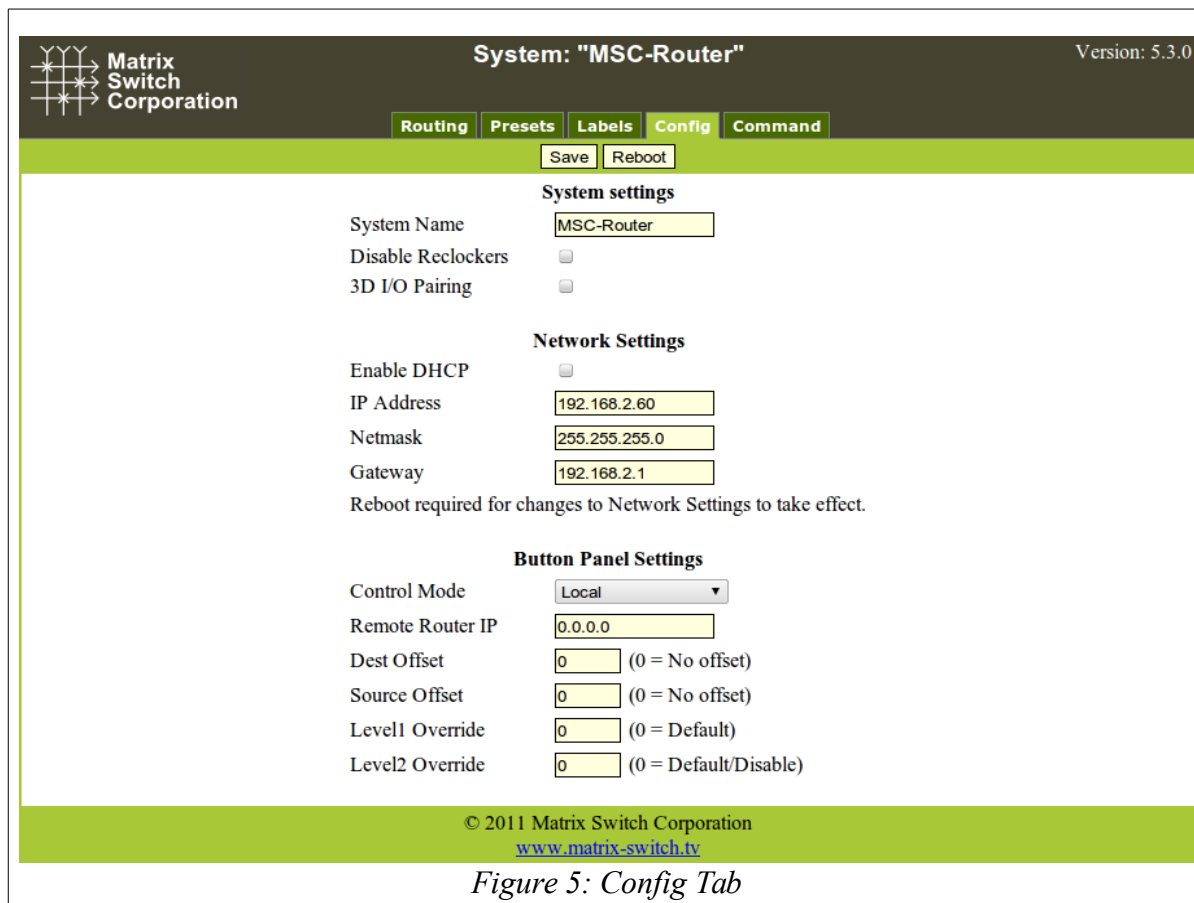 Matrix
Switch
Corporation
System: "MSC-Router"
Version: 5.3.0
Routing Presets Labels Config Command
Save Reboot
System settings
System Name MSC-Router
Disable Reclockers
3D I/O Pairing
Network Settings
Enable DHCP
IP Address 192.168.2.60
Netmask 255.255.255.0
Gateway 192.168.2.1
Reboot required for changes to Network Settings to take effect.
Button Panel Settings
Control Mode Local
Remote Router IP 0.0.0.0
Dest Offset 0 (0 = No offset)
Source Offset 0 (0 = No offset)
Level1 Override 0 (0 = Default)
Level2 Override 0 (0 = Default/Disable)
© 2011 Matrix Switch Corporation
www.matrix-switch.tv
Figure 5: Config Tab